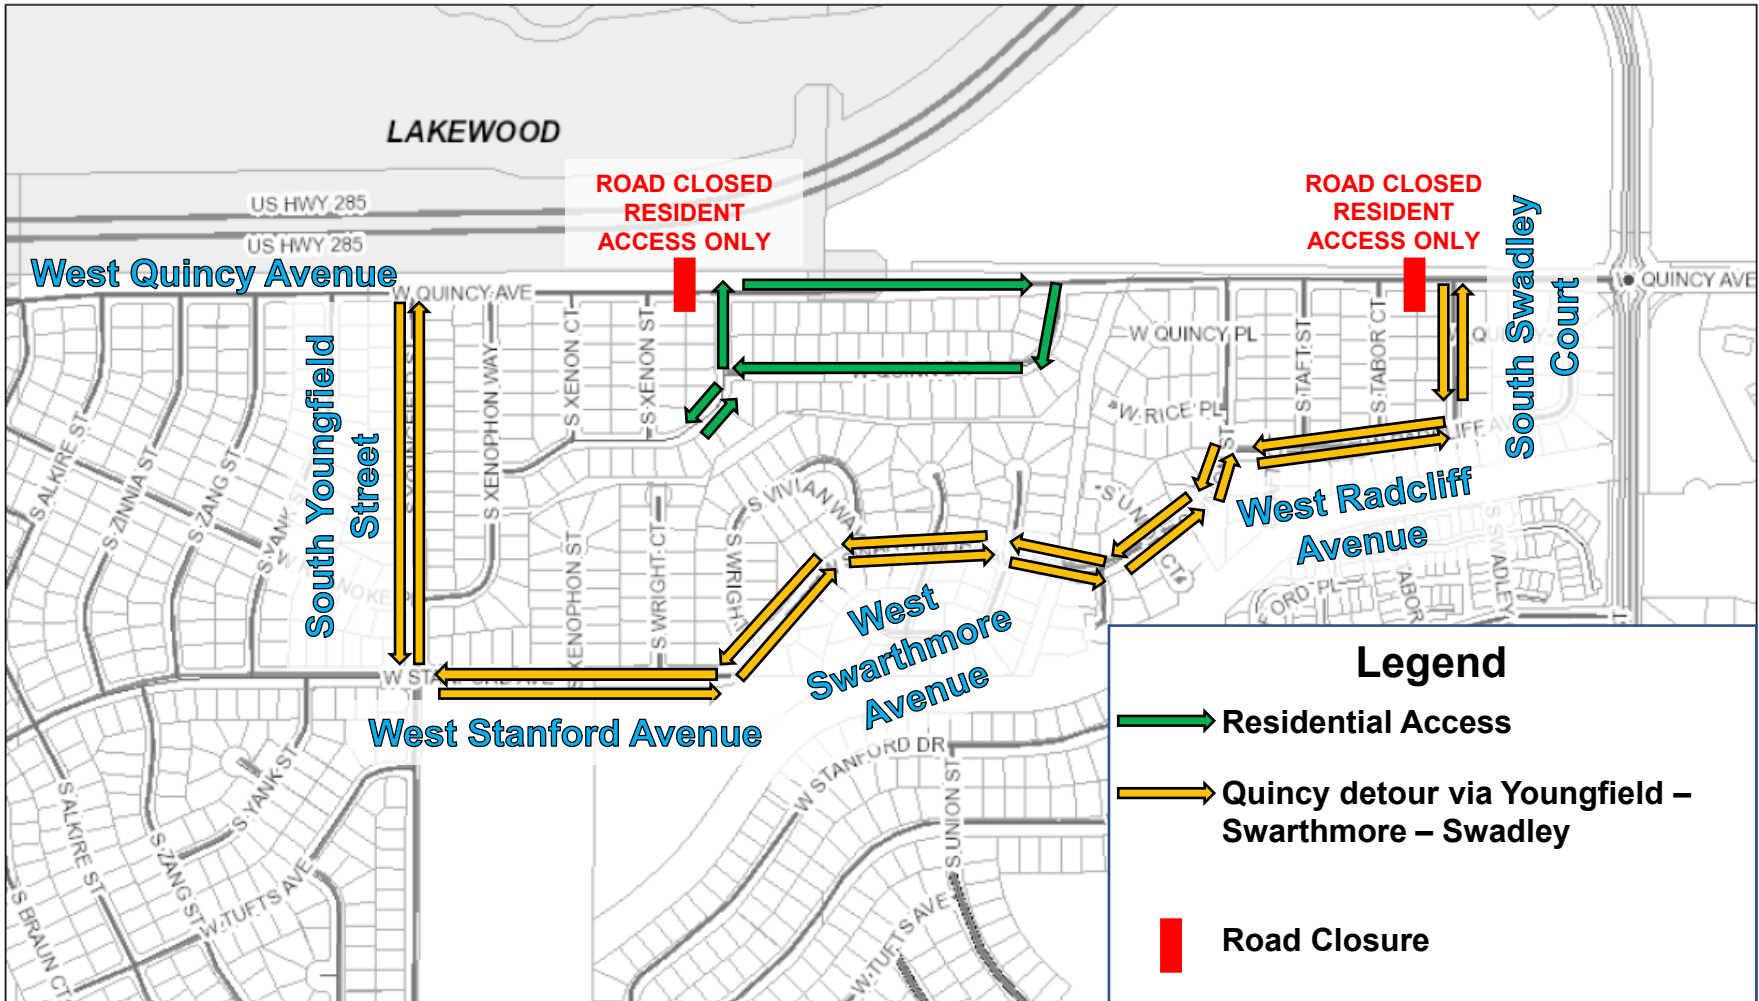 LAKEWOOD
US HWY 285
US HWY 285
ROAD CLOSED
RESIDENT
ACCESS ONLY
ROAD CLOSED
RESIDENT
ACCESS ONLY
South Swadley
Court
West Quincy Avenue
W QUINCY AVE
W QUINCY AVE
South Youngfield
Street
S XENOPHON WAY
S XENON CT
S XENON ST
W QUINCY PL
S TAFT ST
S TABOR CT
W RICE PL
S ALKIRE ST
S ZINNIA ST
S ZANG ST
S VIVIAN WAY
S WRIGHT CT
S XENOPHON ST
West Radcliff
Avenue
West
Swarthmore
Avenue
W STANFORD AVE
West Stanford Avenue
W STANFORD DR
S UNION ST
S YANK ST
S ALKIRE ST
S ZANG ST
W TUFTS AVE
W TUFTS AVE
S BRAUN CT
Legend
Residential Access
Quincy detour via Youngfield –
Swarthmore – Swadley
Road Closure